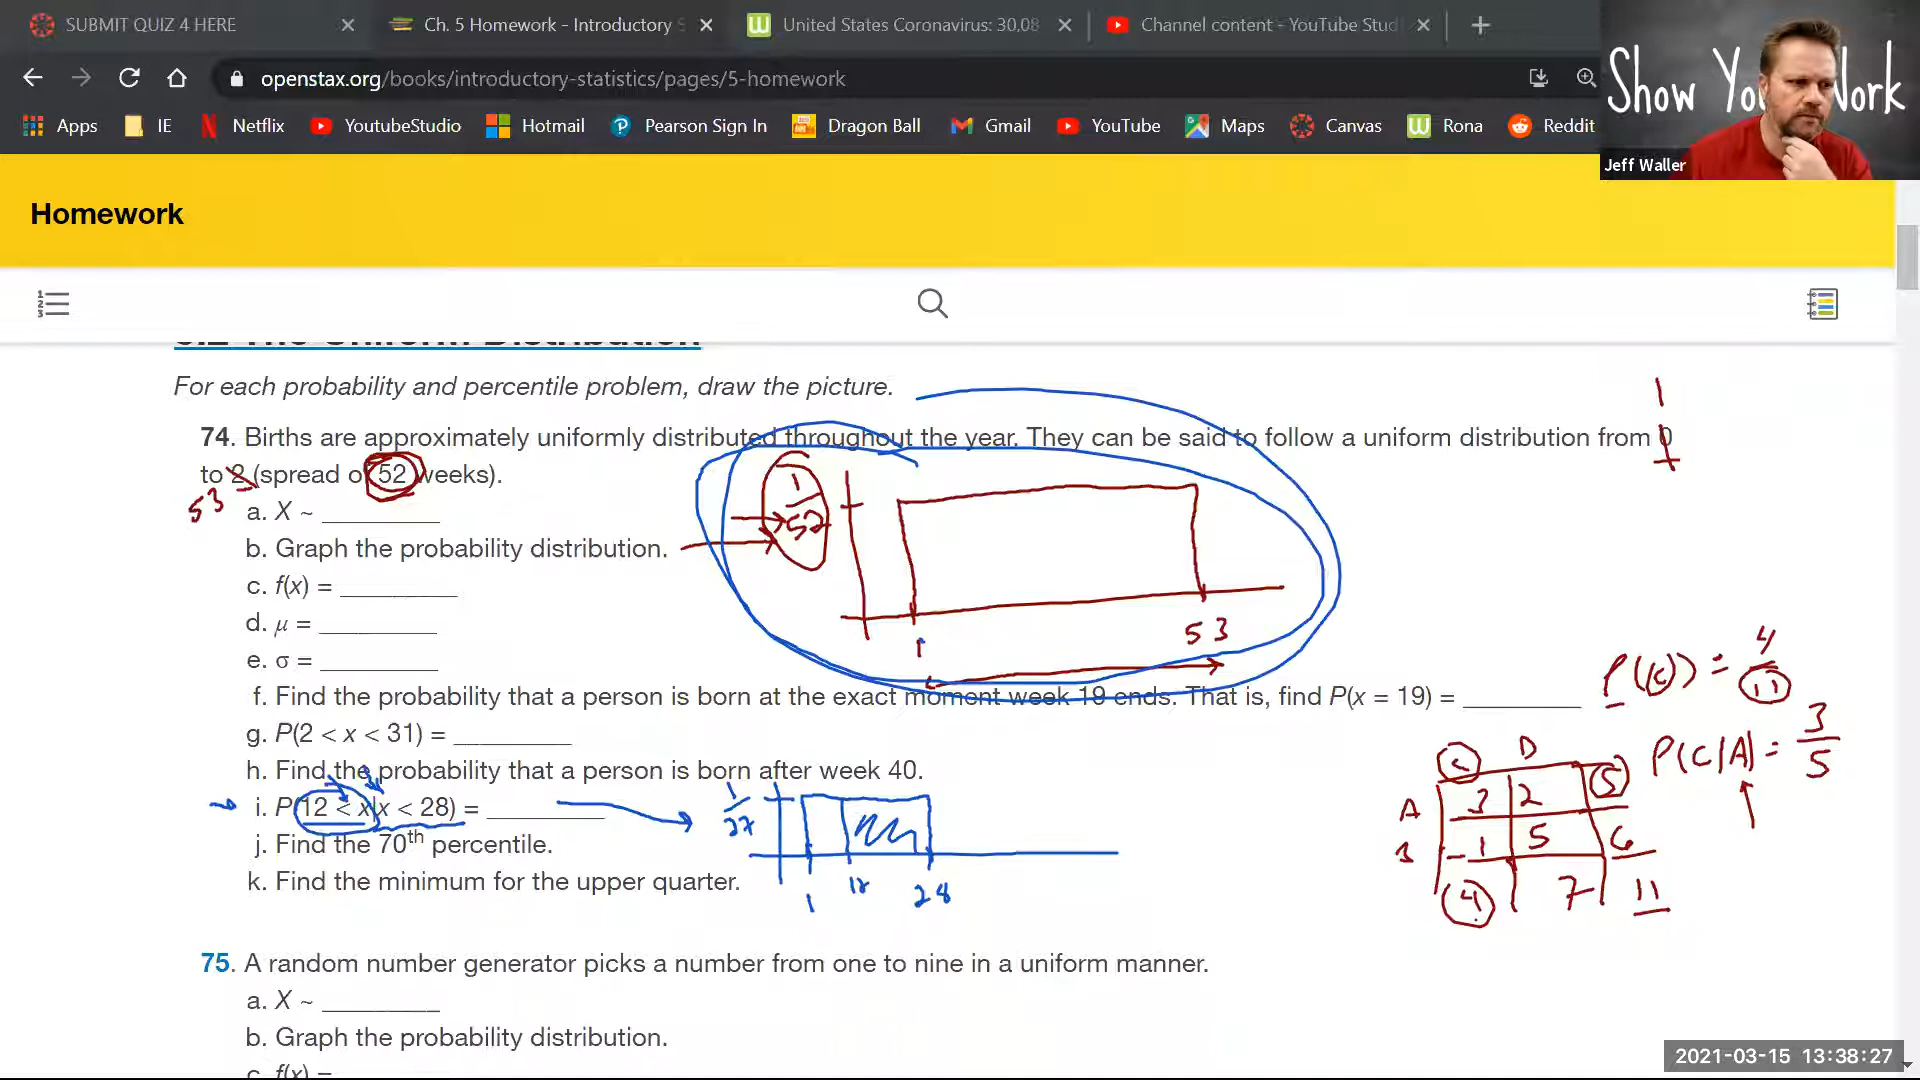 SUBMIT QUIZ 4 HERE
Ch. 5 Homework - Introductory S
United States Coronavirus: 30,08
Channel content - YouTube Stud
openstax.org/books/introductory-statistics/pages/5-homework
Apps
IE
Netflix
YoutubeStudio
Hotmail
Pearson Sign In
Dragon Ball
Gmail
YouTube
Maps
Canvas
Rona
Reddit
Show You Work
Jeff Waller
Homework
5.2 The Uniform Distribution
For each probability and percentile problem, draw the picture.
1
74. Births are approximately uniformly distributed throughout the year. They can be said to follow a uniform distribution from 0
to 2 (spread of 52 weeks).
53
1
52
a. X ~ ________
b. Graph the probability distribution.
c. f(x) = ________
d. μ = ________
e. σ = ________
1
53
f. Find the probability that a person is born at the exact moment week 19 ends. That is, find P(x = 19) = ________
g. P(2 < x < 31) = ________
h. Find the probability that a person is born after week 40.
i. P(12 < x|x < 28) = ________
j. Find the 70th percentile.
k. Find the minimum for the upper quarter.
1
27
1
12
28
P(C) = 4
11
P(C|A) = 3
5
C D
A 3 2 5
B 1 5 6
4 7 11
75. A random number generator picks a number from one to nine in a uniform manner.
a. X ~ ________
b. Graph the probability distribution.
c. f(x) =
2021-03-15 13:38:27